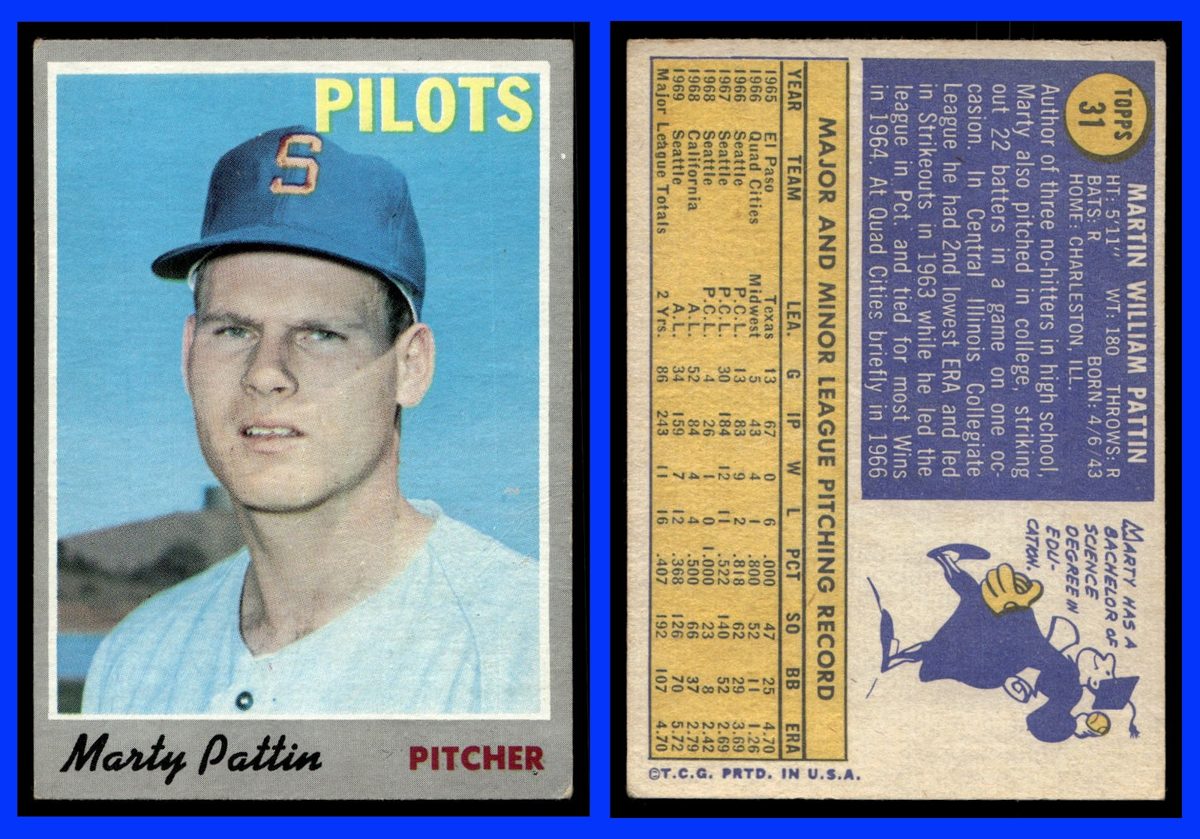 PILOTS
S
Marty Pattin
PITCHER
TOPPS
31
MARTIN WILLIAM PATTIN
HT: 5'11" WT: 180 THROWS: R
BATS: R BORN: 4/6/43
HOME: CHARLESTON, ILL.
Author of three no-hitters in high school,
Marty also pitched in college, striking
out 22 batters in a game on one oc-
casion. In Central Illinois Collegiate
League he had 2nd lowest ERA and led
in Strikeouts in 1963 while he led the
league in Pct. and tied for most Wins
in 1964. At Quad Cities briefly in 1966
MARTY HAS A
BACHELOR OF
SCIENCE
DEGREE IN
EDU-
CATION.
MAJOR AND MINOR LEAGUE PITCHING RECORD
YEAR TEAM LEA. G IP W L PCT SO BB ERA
1965 El Paso Texas 13 67 0 6 .000 47 25 4.70
1966 Quad Cities Midwest 5 43 4 1 .800 52 11 1.26
1966 Seattle P.C.L. 13 83 9 2 .818 62 29 3.69
1967 Seattle P.C.L. 30 184 12 11 .522 140 52 2.69
1968 Seattle P.C.L. 4 26 1 0 1.000 23 8 2.42
1968 California A.L. 52 84 4 4 .500 66 37 2.79
1969 Seattle A.L. 34 159 7 12 .368 126 70 5.72
Major League Totals 2 Yrs. 86 243 11 16 .407 192 107 4.70
©T.C.G. PRTD. IN U.S.A.